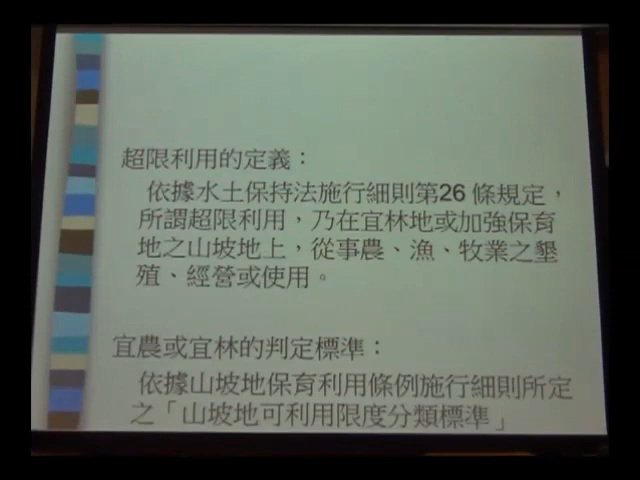 超限利用的定義：
依據水土保持法施行細則第26 條規定，
所謂超限利用，乃在宜林地或加強保育
地之山坡地上，從事農、漁、牧業之墾
殖、經營或使用。
宜農或宜林的判定標準：
依據山坡地保育利用條例施行細則所定
之「山坡地可利用限度分類標準」